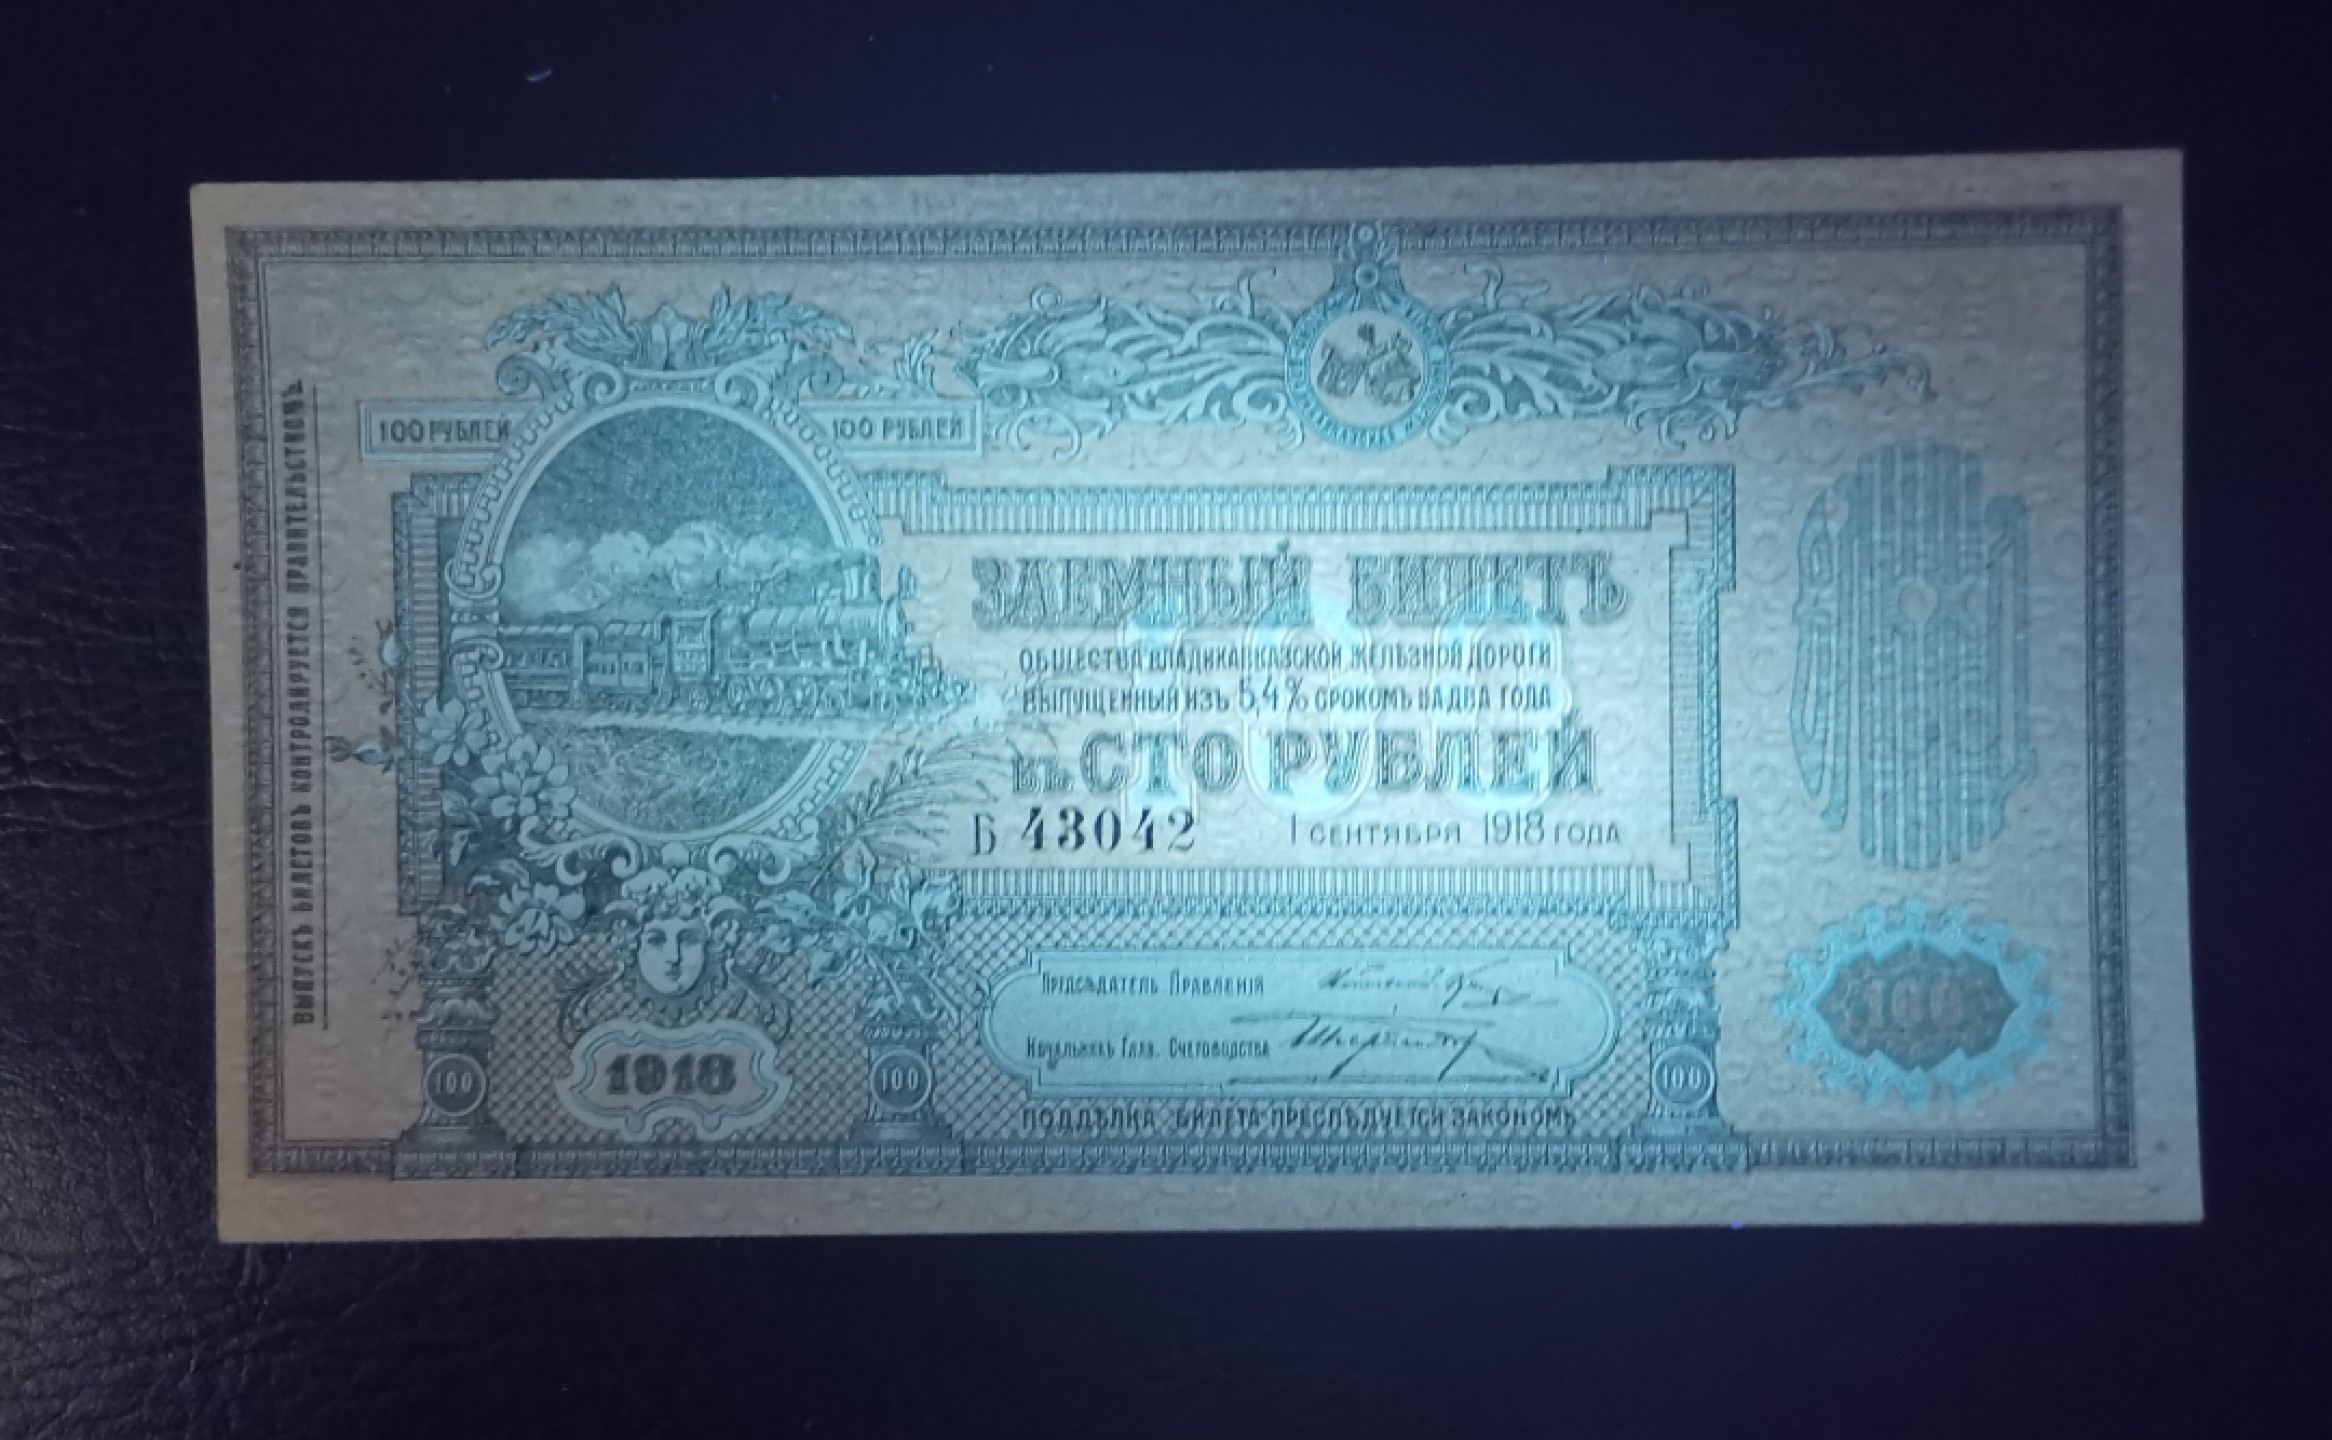 ВЫПУСКЪ БИЛЕТОВЪ КОНТРОЛИРУЕТСЯ ПРАВИТЕЛЬСТВОМЪ
100 РУБЛЕЙ
100 РУБЛЕЙ
ЗАЕМНЫЙ БИЛЕТЪ
ОБЩЕСТВА ВЛАДИКАВКАЗСКОЙ ЖЕЛѢЗНОЙ ДОРОГИ
ВЫПУЩЕННЫЙ ИЗЪ 5,4% СРОКОМЪ НА ДВА ГОДА
ВЪ СТО РУБЛЕЙ
100
Б 43042
1 СЕНТЯБРЯ 1918 ГОДА
ПРЕДСѢДАТЕЛЬ ПРАВЛЕНІЯ
НАЧАЛЬНИКЪ ГЛАВ. СЧЕТОВОДСТВА
100
1918
100
100
100
ПОДДѢЛКА БИЛЕТА ПРЕСЛѢДУЕТСЯ ЗАКОНОМЪ